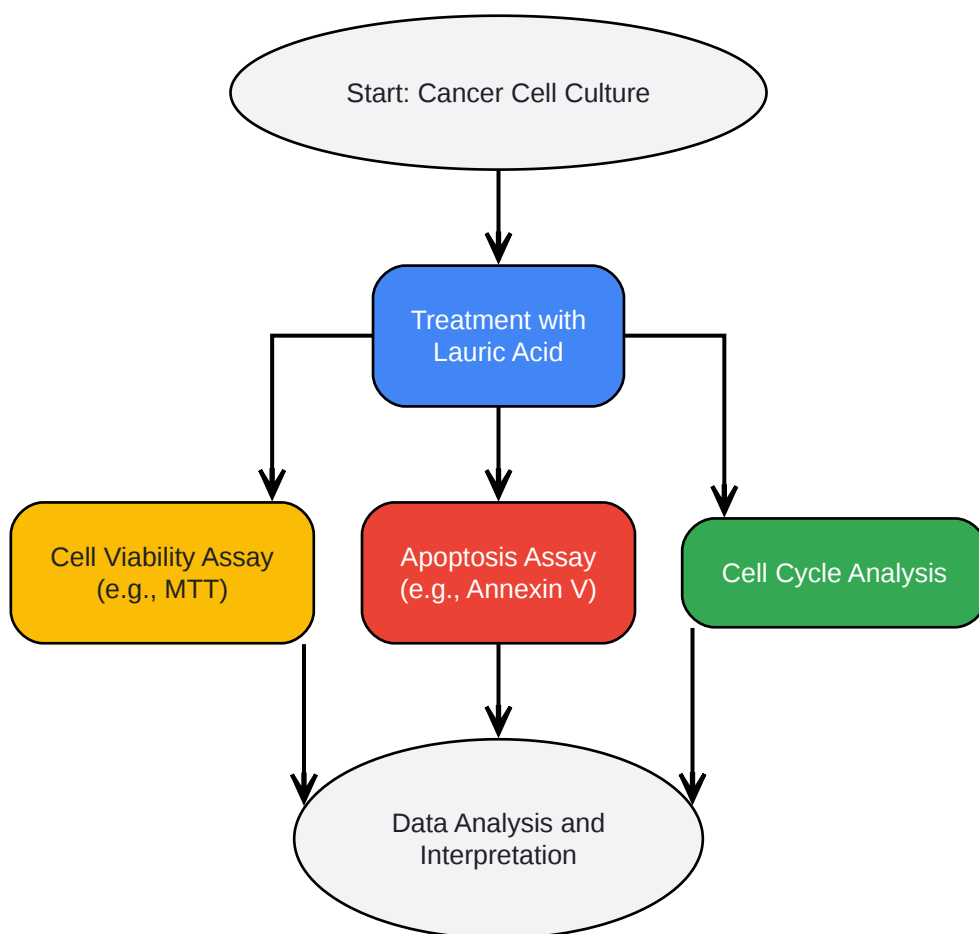 Start: Cancer Cell Culture
Treatment with
Lauric Acid
Cell Viability Assay
(e.g., MTT)
Apoptosis Assay
(e.g., Annexin V)
Cell Cycle Analysis
Data Analysis and
Interpretation